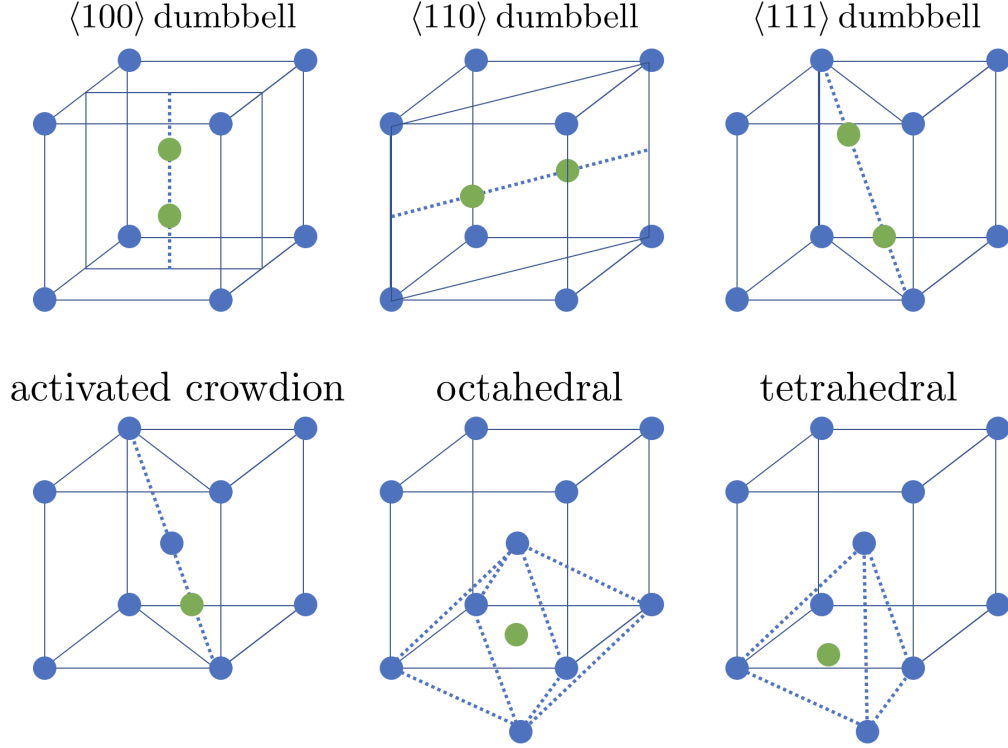 ⟨100⟩ dumbbell
⟨110⟩ dumbbell
⟨111⟩ dumbbell
activated crowdion
octahedral
tetrahedral